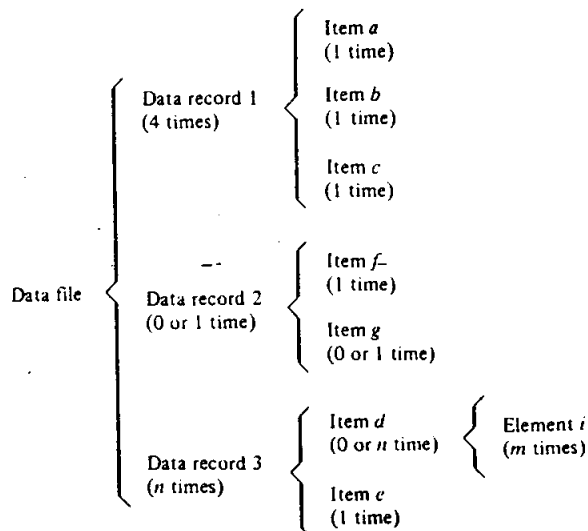 Data file
Data record 1
(4 times)
Item a
(1 time)
Item b
(1 time)
Item c
(1 time)
Data record 2
(0 or 1 time)
Item f
(1 time)
Item g
(0 or 1 time)
Data record 3
(n times)
Item d
(0 or n time)
Element i
(m times)
Item e
(1 time)